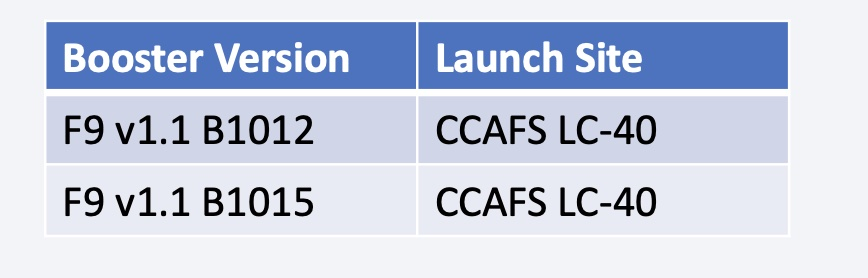 Booster Version Launch Site
F9 v1.1 B1012 CCAFS LC-40
F9 v1.1 B1015 CCAFS LC-40